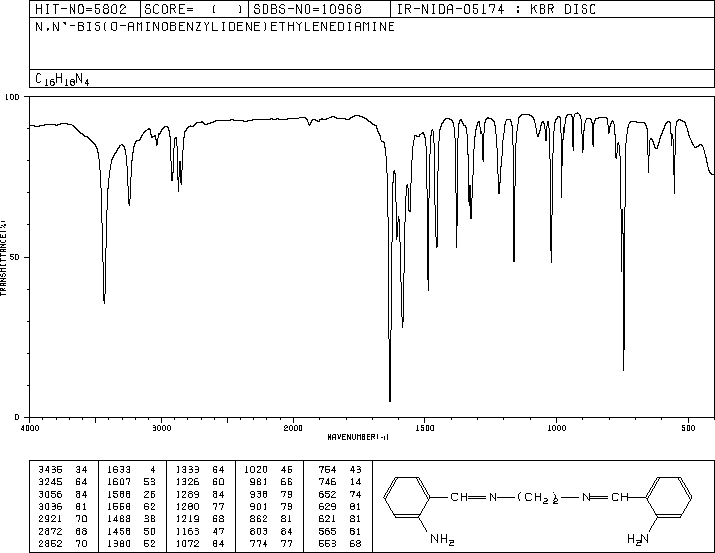 HIT-NO=5802 SCORE= ( ) SDBS-NO=10968 IR-NIDA-05174 : KBR DISC
N,N'-BIS(O-AMINOBENZYLIDENE)ETHYLENEDIAMINE
C16H18N4
100
50
0
TRANSMITTANCE(%)
4000 3000 2000 1500 1000 500
WAVENUMBER(-1)
3436 34 1633 4 1333 64 1020 46 754 43
3245 64 1607 53 1326 60 981 66 746 14
3056 84 1588 26 1289 84 938 79 652 74
3036 81 1558 62 1280 77 901 79 629 81
2921 70 1488 38 1219 68 862 81 621 81
2872 68 1458 50 1163 47 803 84 565 81
2852 70 1380 52 1072 84 774 77 553 68
CH=N-(CH2)2-N=CH
NH2 H2N